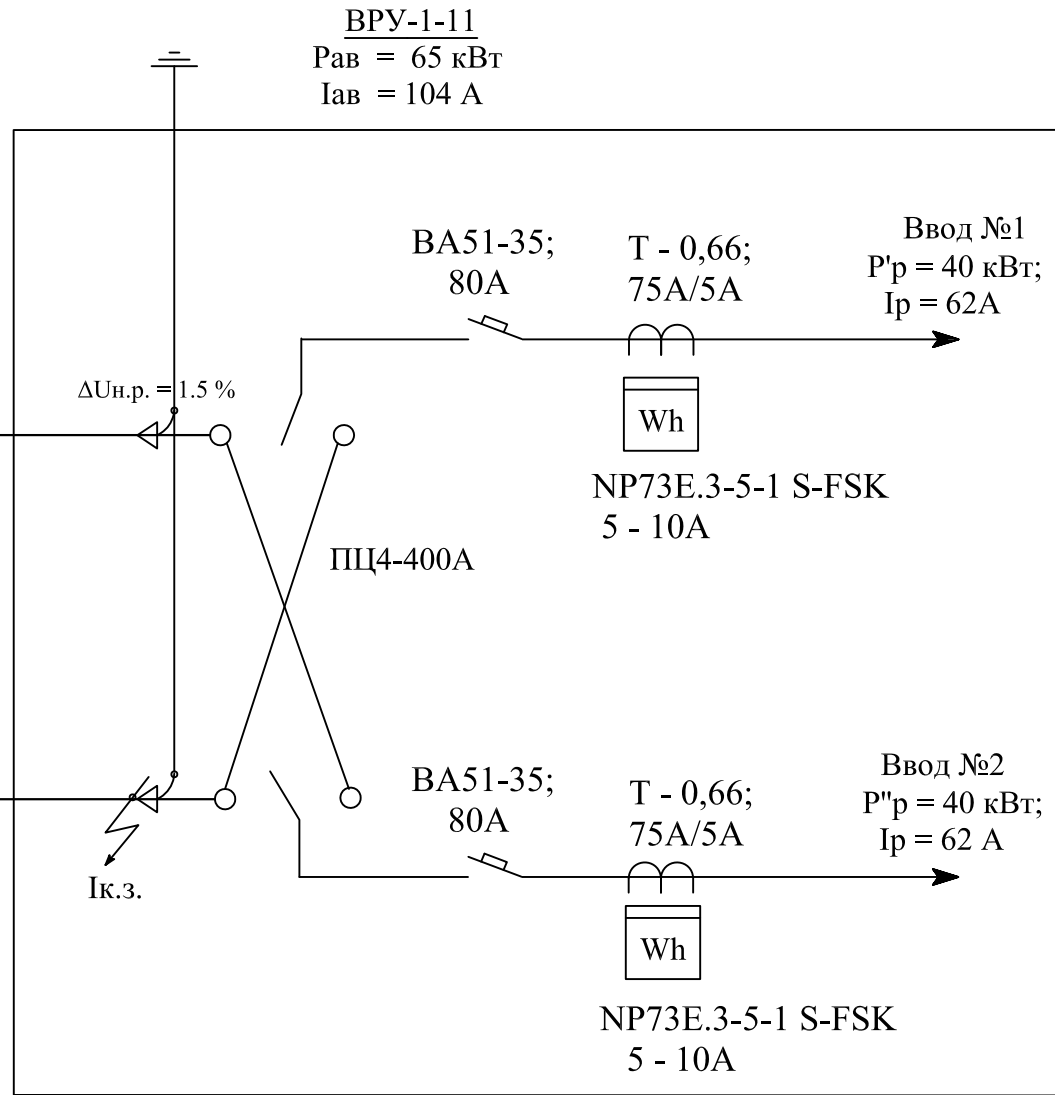 ВРУ-1-11
Рав = 65 кВт
Iав = 104 А
ВА51-35;
80А
Т - 0,66;
75А/5А
Ввод №1
Р'р = 40 кВт;
Iр = 62А
ΔUн.р. = 1.5 %
Wh
NP73E.3-5-1 S-FSK
5 - 10А
ПЦ4-400А
ВА51-35;
80А
Т - 0,66;
75А/5А
Ввод №2
Р"р = 40 кВт;
Iр = 62 А
Iк.з.
Wh
NP73E.3-5-1 S-FSK
5 - 10А